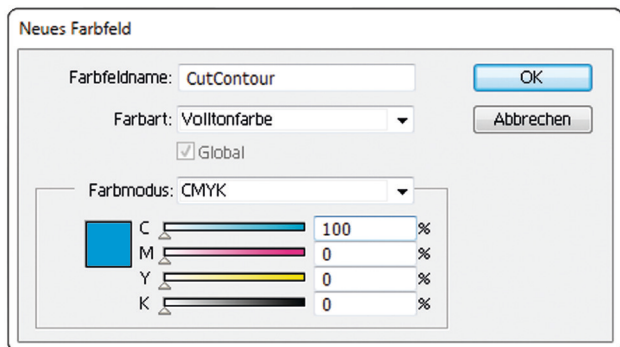 Neues Farbfeld
Farbfeldname: CutContour OK
Farbart: Volltonfarbe Abbrechen
Global
Farbmodus: CMYK
C 100 %
M 0 %
Y 0 %
K 0 %